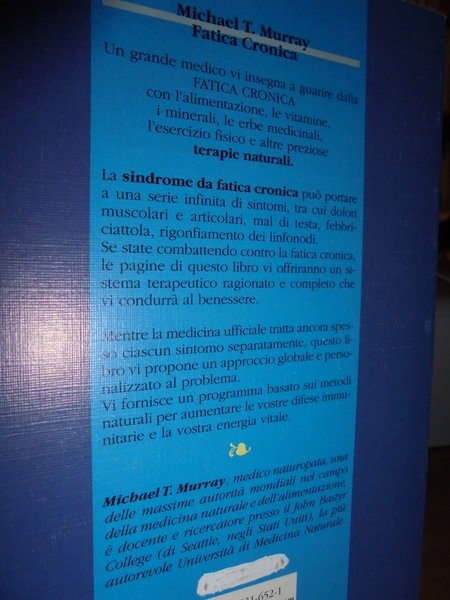 Michael T. Murray
Fatica Cronica
Un grande medico vi insegna a guarire dalla
FATICA CRONICA
con l'alimentazione, le vitamine,
i minerali, le erbe medicinali,
l'esercizio fisico e altre preziose
terapie naturali.
La sindrome da fatica cronica può portare
a una serie infinita di sintomi, tra cui dolori
muscolari e articolari, mal di testa, febbri-
ciattola, rigonfiamento dei linfonodi.
Se state combattendo contro la fatica cronica,
le pagine di questo libro vi offriranno un si-
stema terapeutico ragionato e completo che
vi condurrà al benessere.
Mentre la medicina ufficiale tratta ancora spes-
so ciascun sintomo separatamente, questo li-
bro vi propone un approccio globale e perso-
nalizzato al problema.
Vi fornisce un programma basato sui metodi
naturali per aumentare le vostre difese immu-
nitarie e la vostra energia vitale.
Michael T. Murray, medico naturopata, una
delle massime autorità mondiali nel campo
della medicina naturale e dell'alimentazione,
è docente e ricercatore presso il John Bastyr
College (di Seattle, negli Stati Uniti), la più
autorevole Università di Medicina Naturale.
-652-1